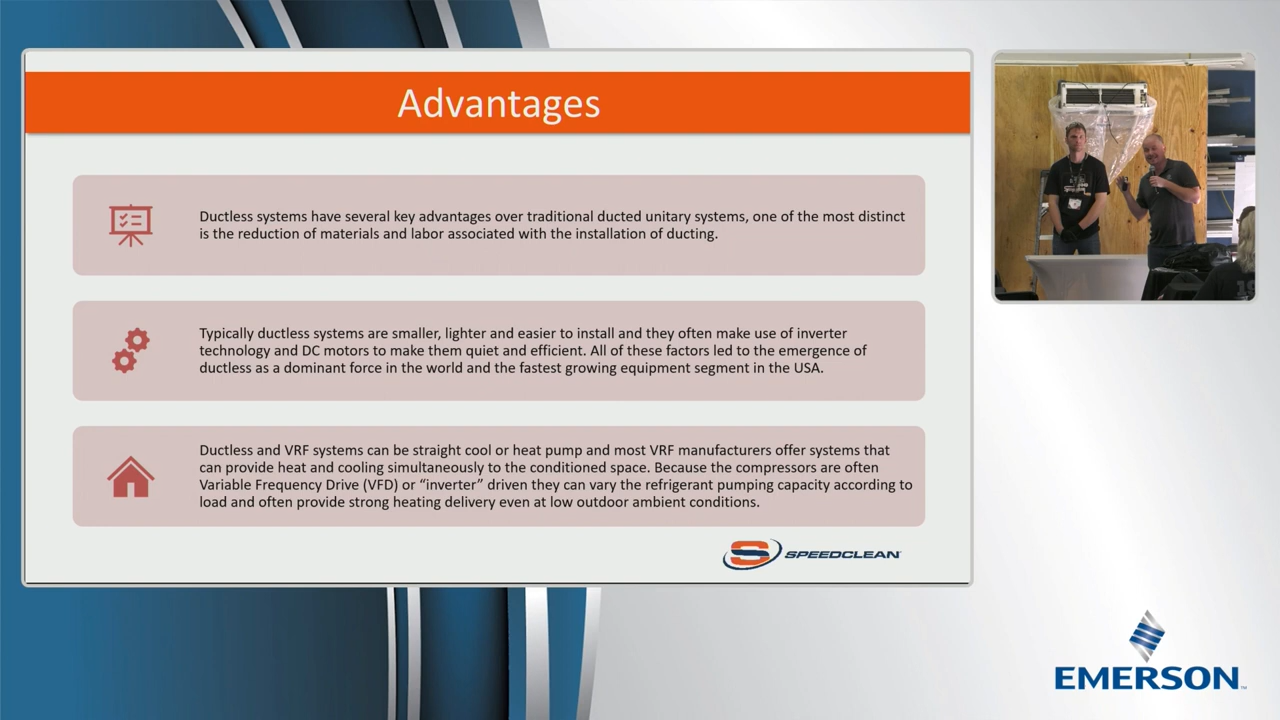 Advantages
Ductless systems have several key advantages over traditional ducted unitary systems, one of the most distinct
is the reduction of materials and labor associated with the installation of ducting.
Typically ductless systems are smaller, lighter and easier to install and they often make use of inverter
technology and DC motors to make them quiet and efficient. All of these factors led to the emergence of
ductless as a dominant force in the world and the fastest growing equipment segment in the USA.
Ductless and VRF systems can be straight cool or heat pump and most VRF manufacturers offer systems that
can provide heat and cooling simultaneously to the conditioned space. Because the compressors are often
Variable Frequency Drive (VFD) or “inverter” driven they can vary the refrigerant pumping capacity according to
load and often provide strong heating delivery even at low outdoor ambient conditions.
SPEEDCLEAN
EMERSON